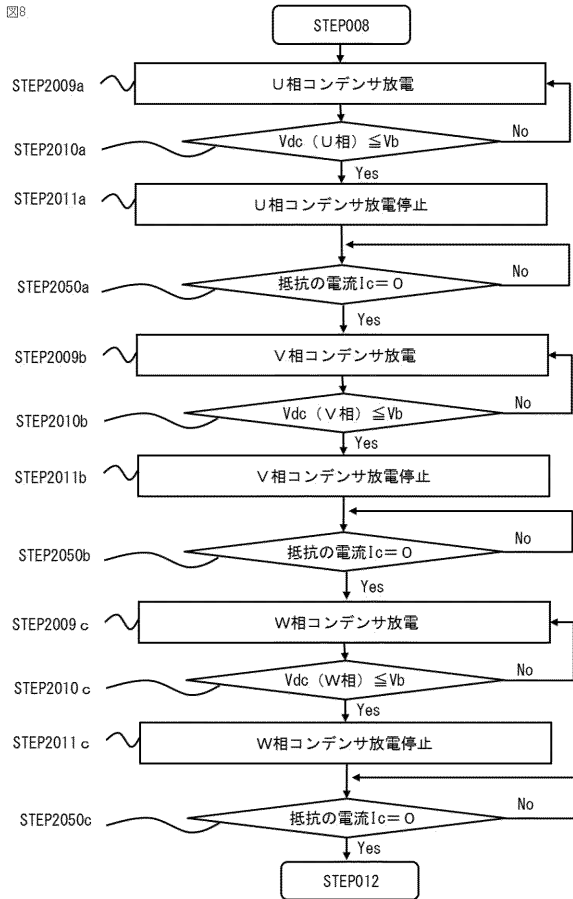 図8
STEP008
STEP2009a
U相コンデンサ放電
STEP2010a
Vdc（U相）≦Vb
No
Yes
STEP2011a
U相コンデンサ放電停止
STEP2050a
抵抗の電流Ic＝0
No
Yes
STEP2009b
V相コンデンサ放電
STEP2010b
Vdc（V相）≦Vb
No
Yes
STEP2011b
V相コンデンサ放電停止
STEP2050b
抵抗の電流Ic＝0
No
Yes
STEP2009ｃ
W相コンデンサ放電
STEP2010ｃ
Vdc（W相）≦Vb
No
Yes
STEP2011ｃ
W相コンデンサ放電停止
STEP2050c
抵抗の電流Ic＝0
No
Yes
STEP012